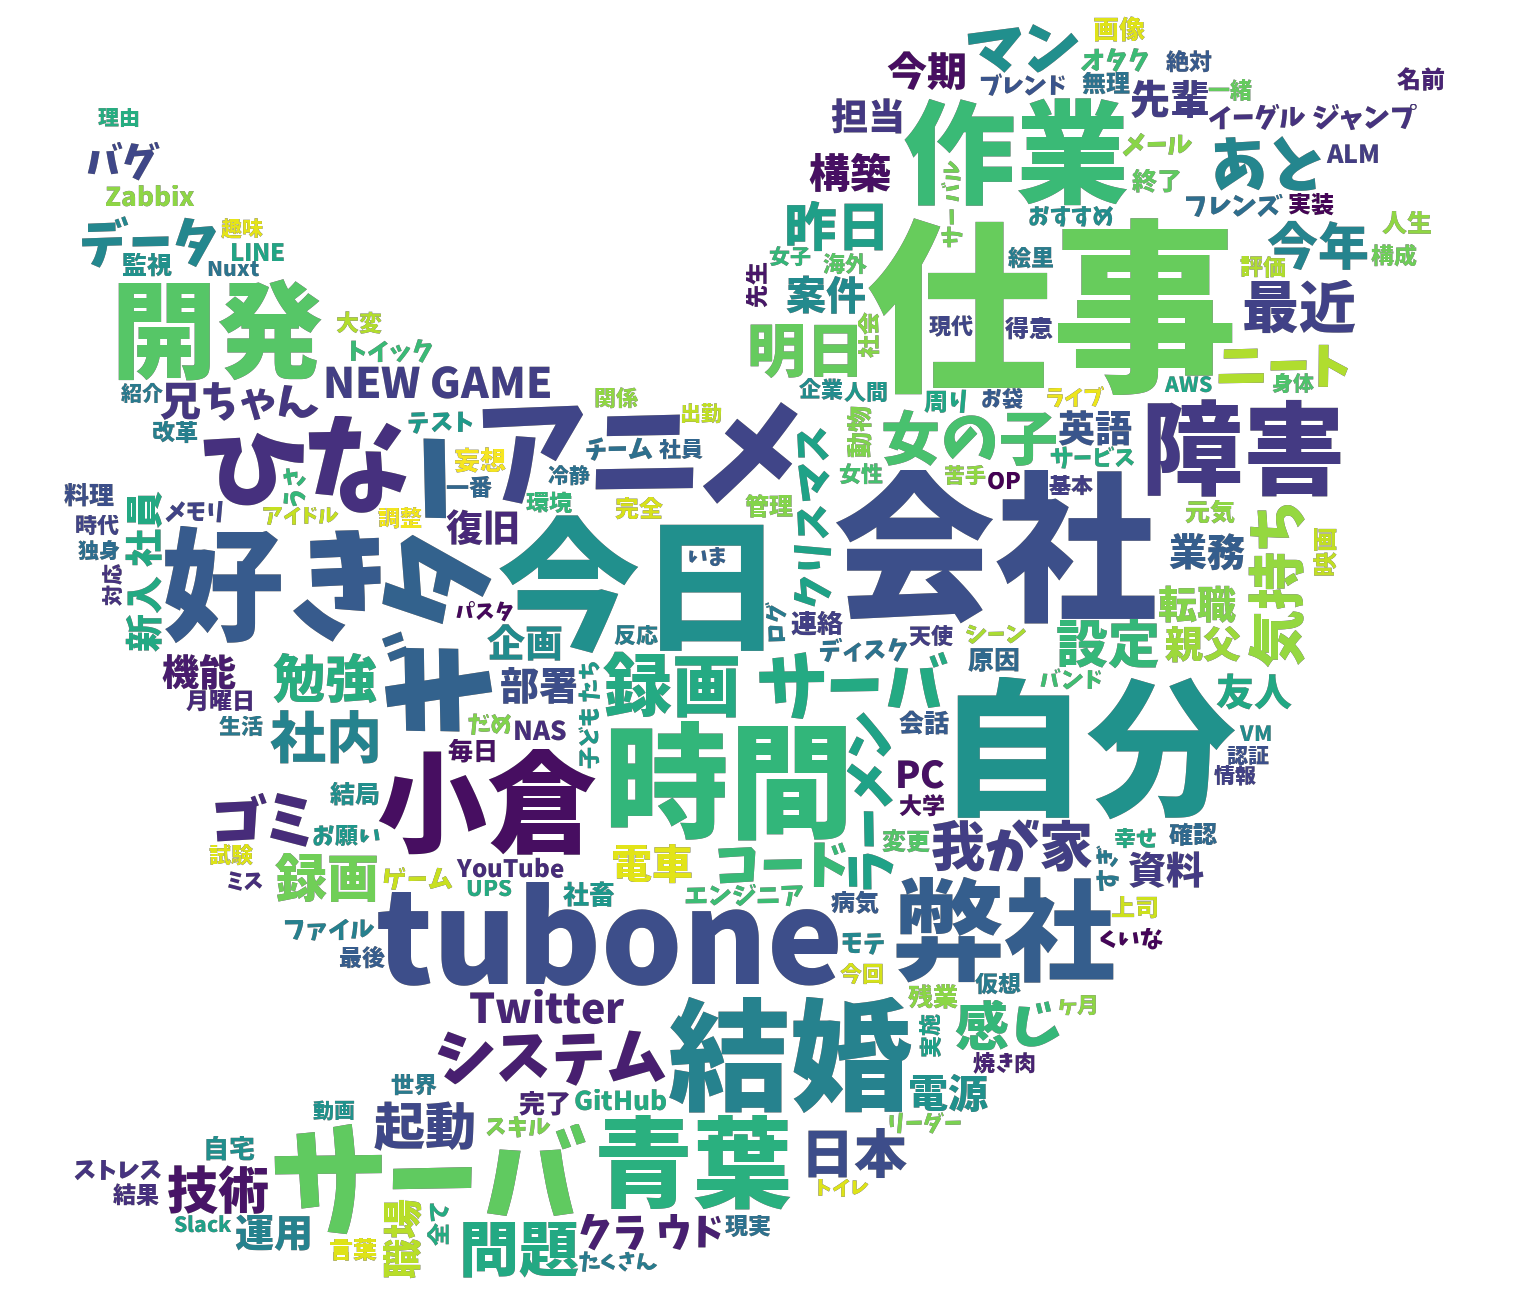 画像
マン
オタク
絶対
今期
ブレンド
無理
名前
先輩
一緒
担当
イーグル ジャンプ
作業
理由
メール
あと
ALM
バグ
構築
終了
Zabbix
フレンズ
実装
昨日
おすすめ
データ
趣味
今年
人生
LINE
監視
Nuxt
女子
海外
絵里
評価
構成
仕事
先生
案件
最近
開発
大変
現代
得意
トイック
明日
社会
ニート
NEW GAME
紹介
兄ちゃん
企業
人間
周り
お袋
ライブ
AWS
身体
関係
出勤
アニメ
テスト
改革
ひな
妄想
チーム
社員
冷静
動物
女の子
英語
サービス
障害
一番
クリスマス
女性
苦手
OP
基本
料理
うさ
アイドル
調整
環境
完全
管理
メモリ
復旧
会社
元気
時代
新入社員
独身
好き
今日
いま
業務
気持ち
映画
対応
パスタ
ログ
連絡
転職
企画
反応
ディスク
天使
シーン
設定
親父
機能
勉強
部署
子どもたち
録画
サーバ
原因
バンド
月曜日
友人
生活
社内
だめ
NAS
毎日
時間
ラーメン
会話
自分
VM
認証
情報
小倉
PC
大学
結局
ゴミ
お願い
変更
我が家
幸せ
確認
試験
録画
ゲーム
YouTube
電車
コード
すぎ
資料
ミス
UPS
社畜
エンジニア
病気
弊社
上司
ファイル
tubone
モテ
くいな
最後
今回
仮想
Twitter
残業
ケ月
結婚
実施
感じ
システム
焼き肉
世界
完了
GitHub
電源
動画
起動
スキル
リーダー
自宅
サーバ
青葉
日本
ストレス
技術
トイレ
結果
職場
全て
Slack
運用
クラウド
現実
言葉
問題
たくさん